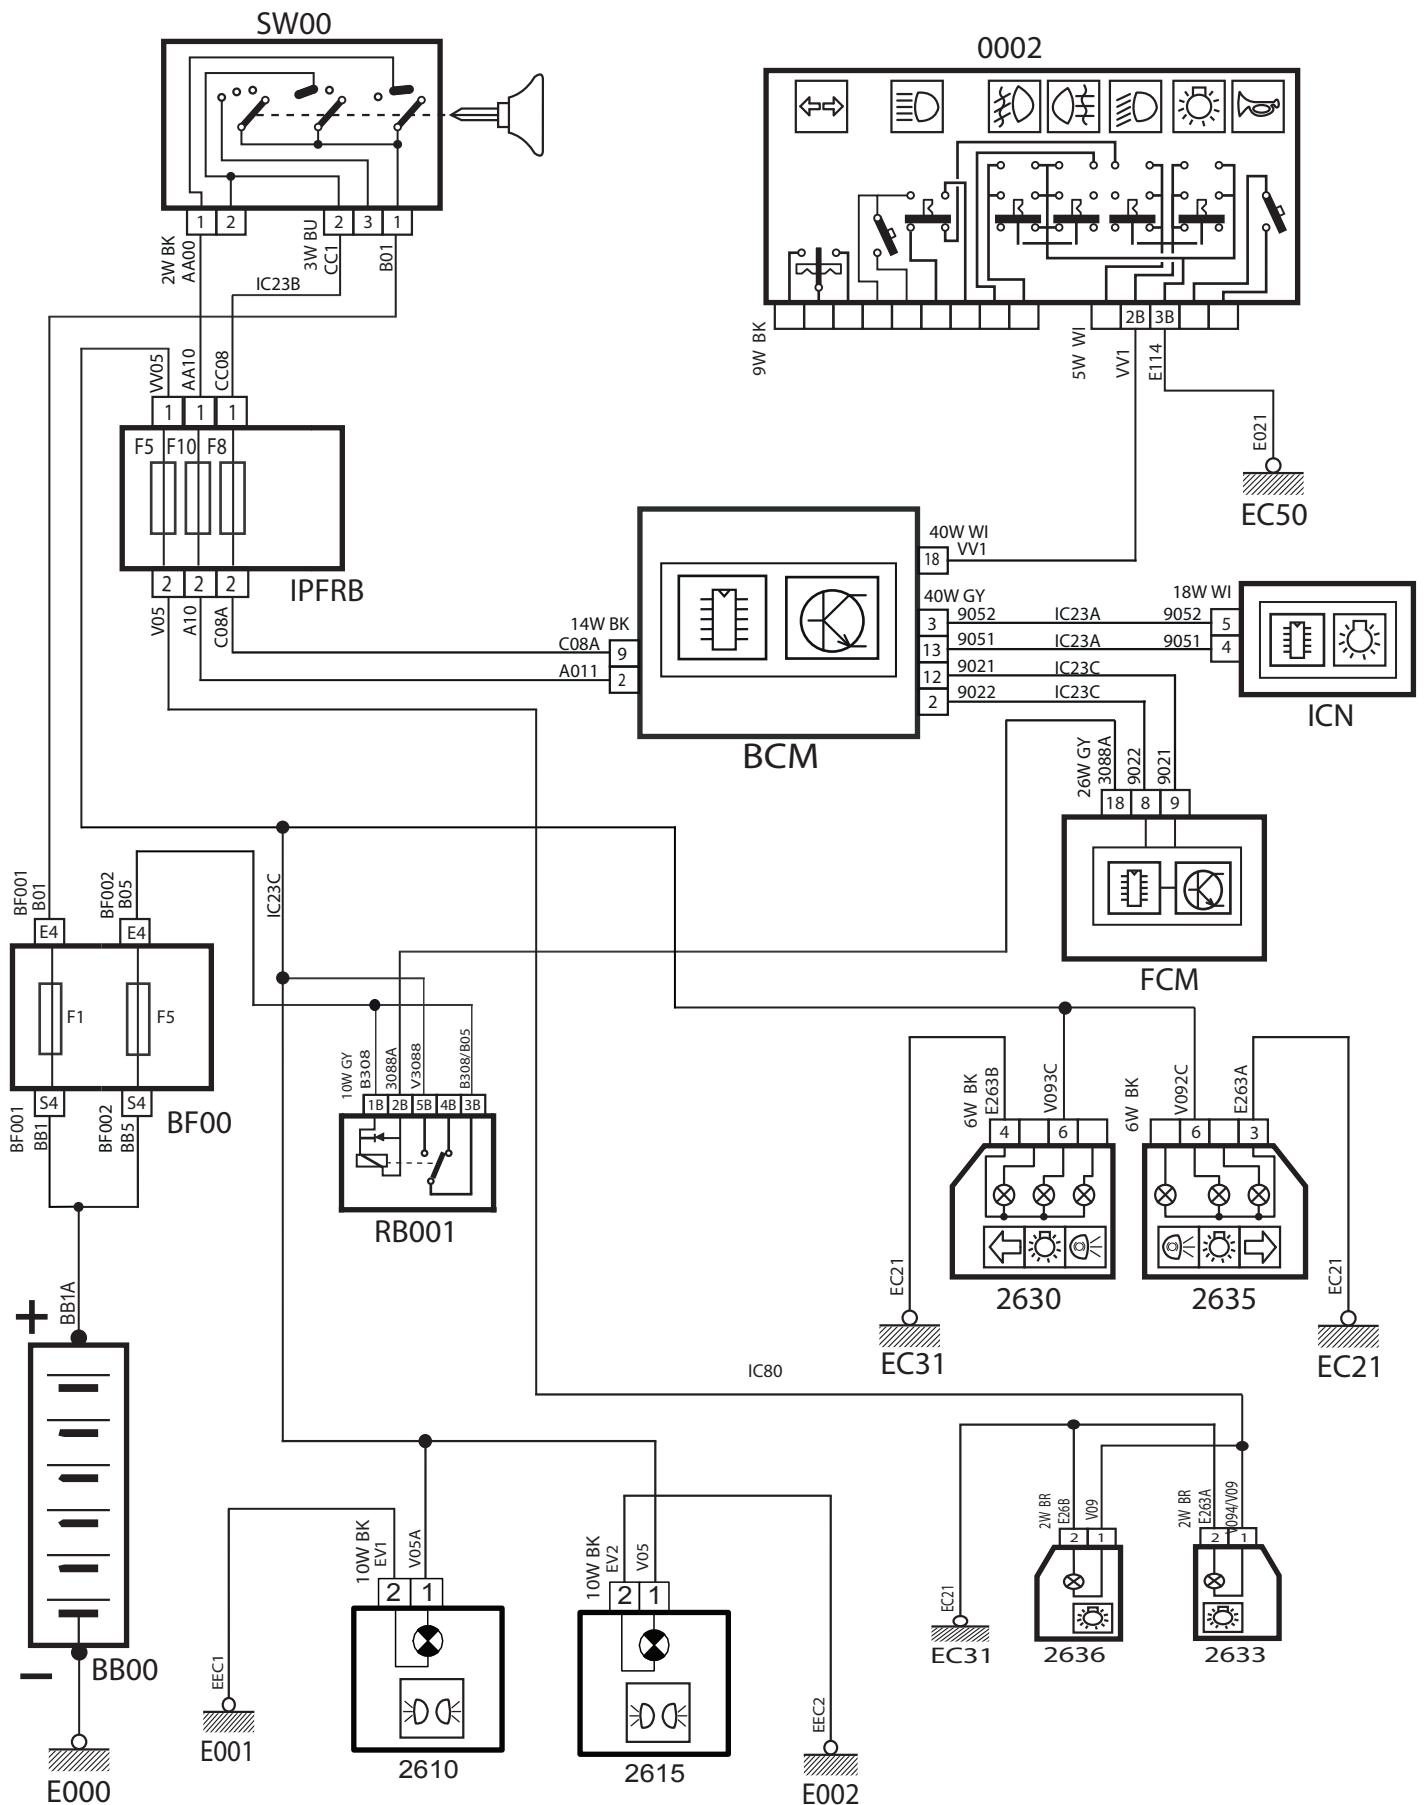 SW00
1 2 2 3 1
2W BK
AA00
3W BU
CC1
B01
IC23B
0002
2B 3B
9W BK
5W WI
VV1
E114
E021
EC50
VV05
AA10
CC08
1 1 1
F5 F10 F8
2 2 2
IPFRB
V05
A10
C08A
14W BK
C08A
9
A011
2
BCM
40W WI
18 VV1
40W GY
3 9052 IC23A 9052 5
13 9051 IC23A 9051 4
12 9021 IC23C
2 9022 IC23C
18W WI
ICN
26W GY
3088A
9022
9021
18 8 9
FCM
BF001
B01
BF002
B05
E4 E4
F1 F5
S4 S4
BF00
BF001
BB1
BF002
BB5
IC23C
10W GY
B308
3088A
V3088
B308/B05
1B 2B 5B 4B 3B
RB001
6W BK
E263B
V093C
4 6
2630
6W BK
V092C
E263A
6 3
2635
EC21
EC31
EC21
EC21
+
BB1A
−
BB00
E000
IC80
10W BK
EV1
V05A
2 1
2610
EEC1
E001
10W BK
EV2
V05
2 1
2615
EEC2
E002
2W BR
E26B
V09
2 1
2636
EC21
EC31
2W BR
E263A
V094/V09
2 1
2633